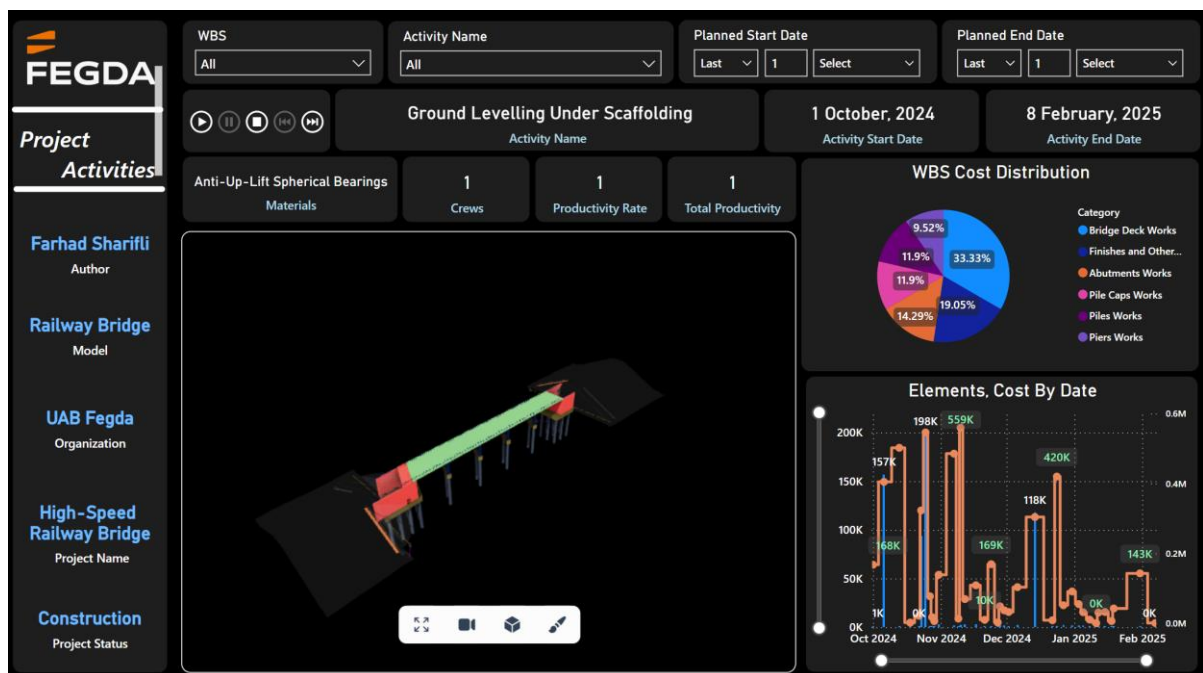 FEGDA
Project
Activities
Farhad Sharifli
Author
Railway Bridge
Model
UAB Fegda
Organization
High-Speed
Railway Bridge
Project Name
Construction
Project Status
WBS
All
Activity Name
All
Planned Start Date
Last 1 Select
Planned End Date
Last 1 Select
Ground Levelling Under Scaffolding
Activity Name
1 October, 2024
Activity Start Date
8 February, 2025
Activity End Date
Anti-Up-Lift Spherical Bearings
Materials
1
Crews
1
Productivity Rate
1
Total Productivity
WBS Cost Distribution
9.52%
33.33%
11.9%
11.9%
19.05%
14.29%
Category
Bridge Deck Works
Finishes and Other...
Abutments Works
Pile Caps Works
Piles Works
Piers Works
Elements, Cost By Date
0.6M
200K
198K
559K
157K
420K
150K
0.4M
118K
100K
168K
169K
143K
0.2M
50K
10K
0K
1K
0K
0K
0K
0.0M
Oct 2024 Nov 2024 Dec 2024 Jan 2025 Feb 2025